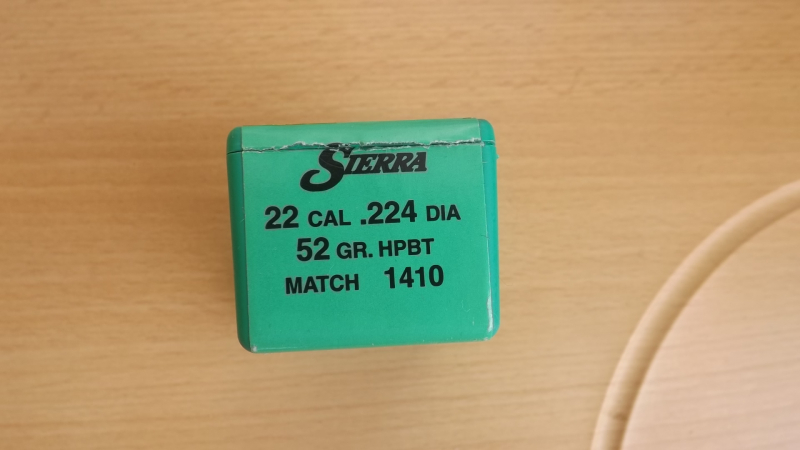 SIERRA
22 CAL .224 DIA
52 GR. HPBT
MATCH 1410